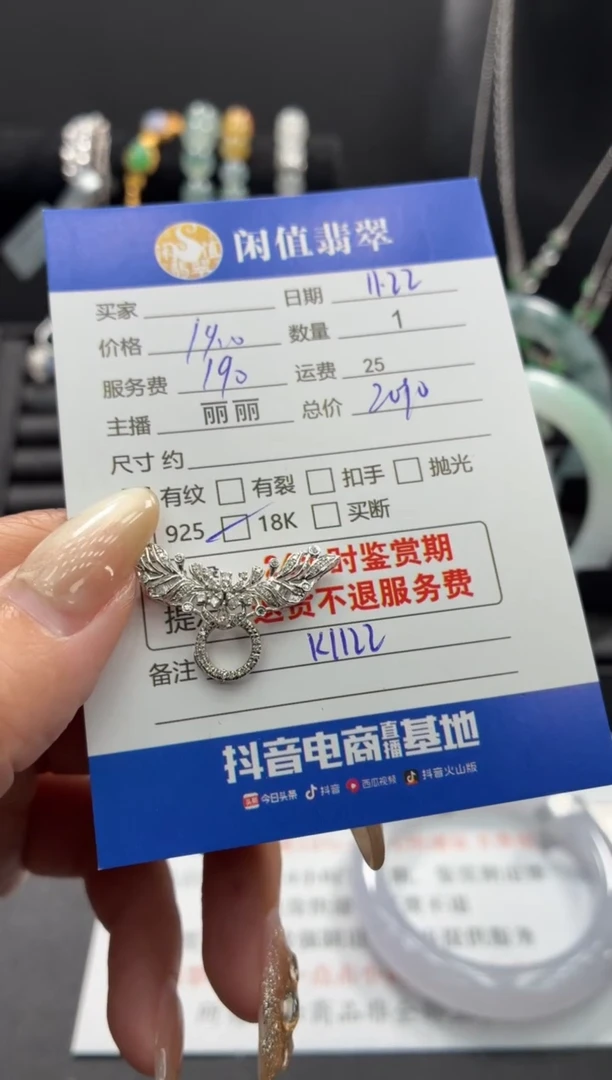 闲值翡翠
买家 日期 11.22
价格 数量 1
服务费 190 运费 25
主播 丽丽 总价
尺寸 约
有纹 有裂 扣手 抛光
925 18K 买断
时鉴赏期
不退服务费
备注 K1122
抖音电商直播基地
今日头条 抖音 西瓜视频 抖音火山版